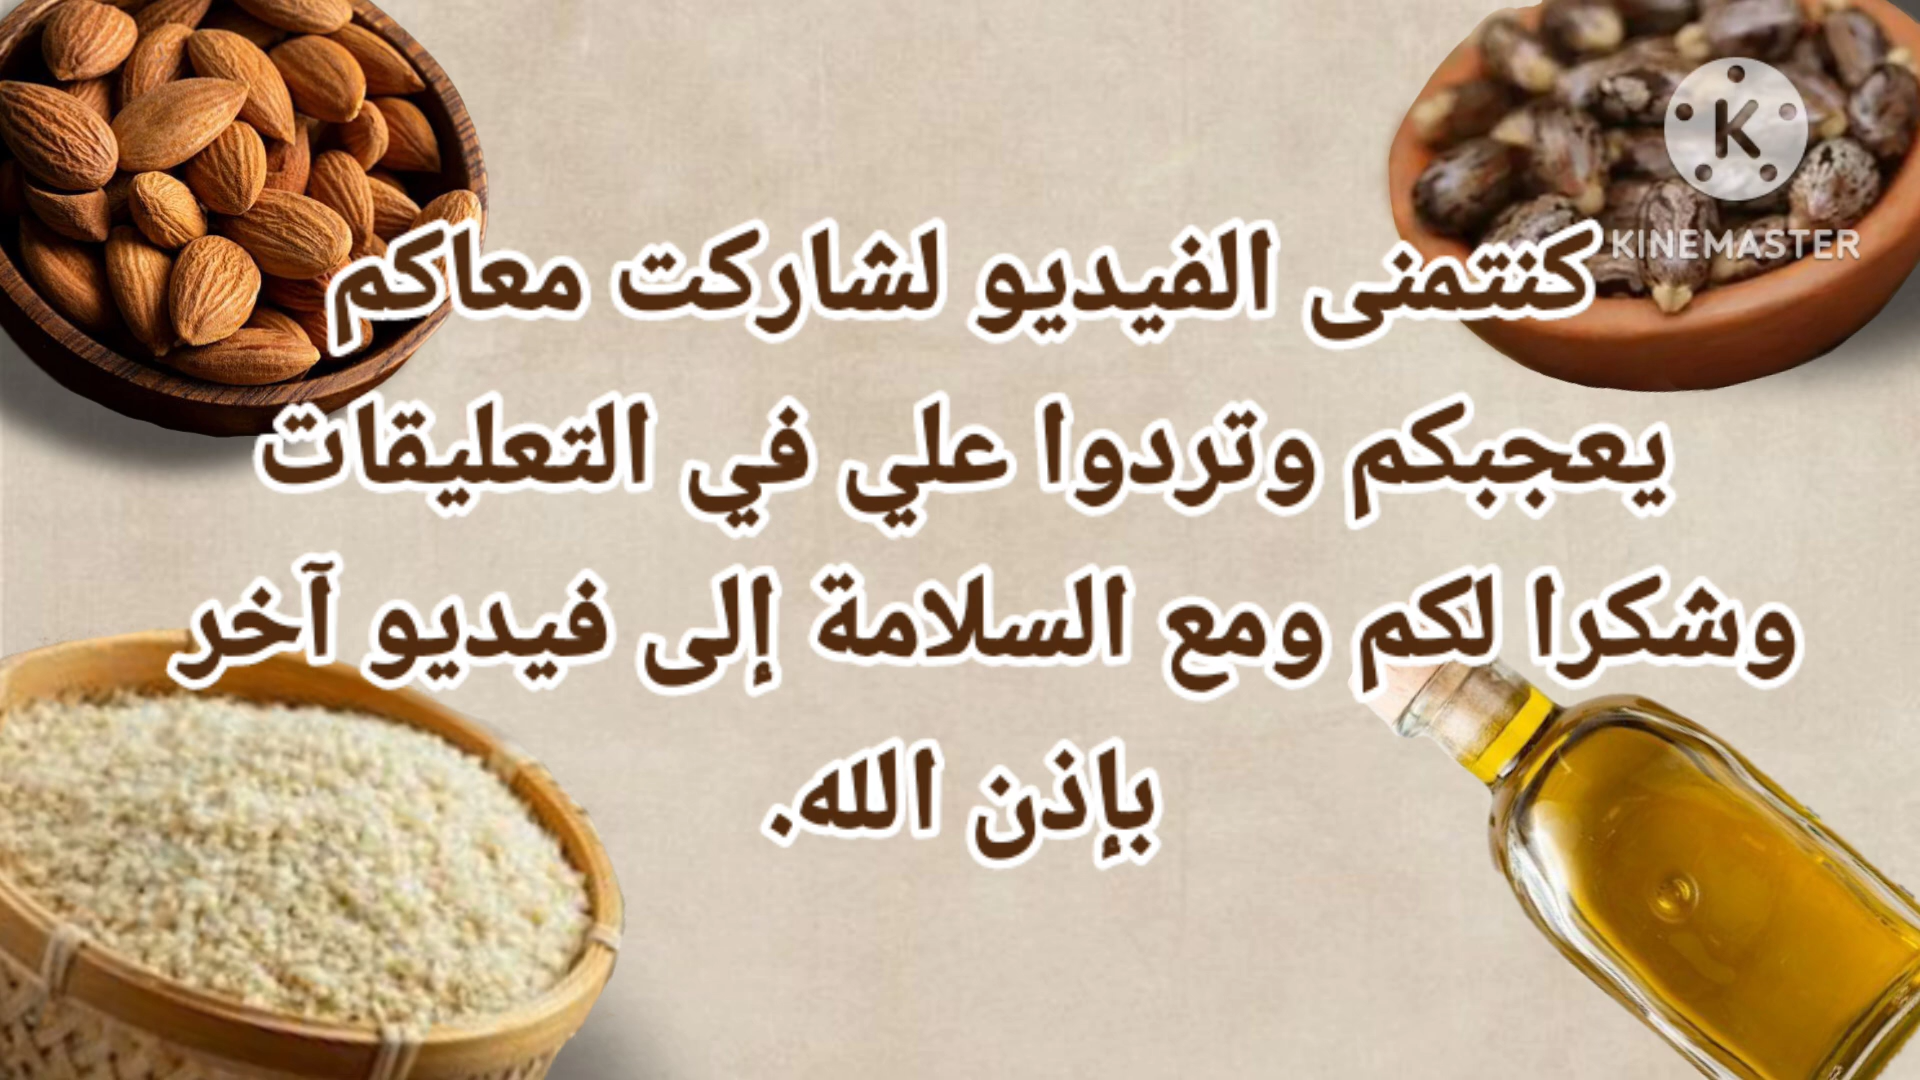 KINEMASTER
كنتمنى الفيديو لشاركت معاكم
يعجبكم وتردوا علي في التعليقات
وشكرا لكم ومع السلامة إلى فيديو آخر
بإذن الله.